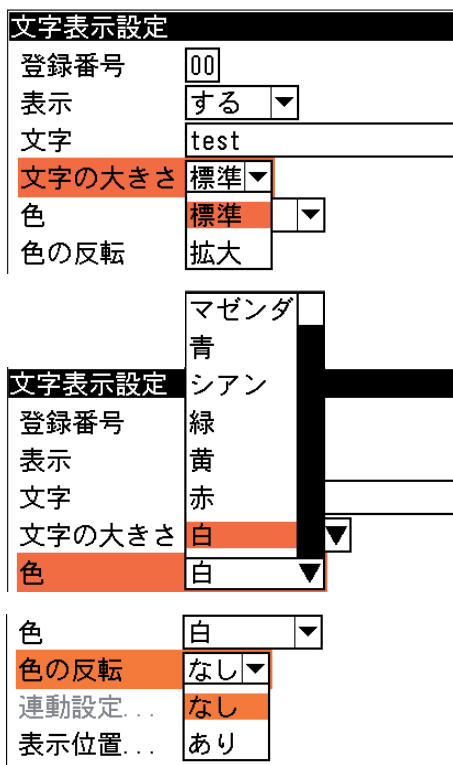 文字表示設定
登録番号 00
表示 する ▼
文字 test
文字の大きさ 標準▼
色 標準 ▼
色の反転 拡大
マゼンダ
青
文字表示設定 シアン
登録番号 緑
表示 黄
文字 赤
文字の大きさ 白 ▼
色 白 ▼
色 白 ▼
色の反転 なし▼
連動設定... なし
表示位置... あり